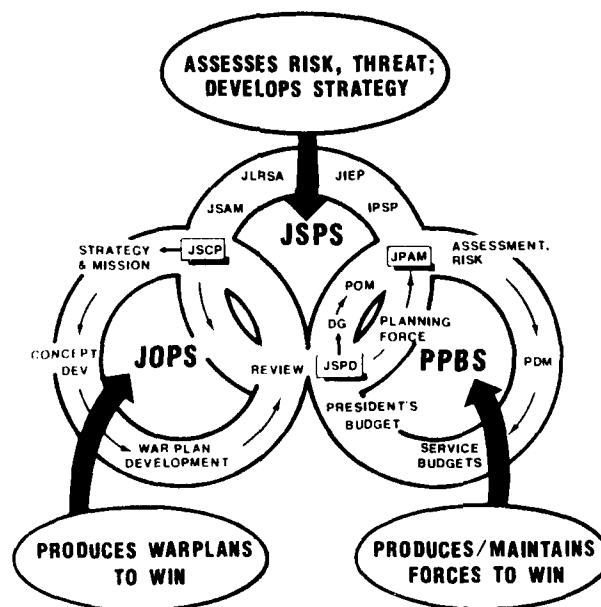 ASSESSES RISK, THREAT;
DEVELOPS STRATEGY
JLRSA
JIEP
JSAM
IPSP
JSPS
STRATEGY
& MISSION
JSCP
JPAM
ASSESSMENT,
RISK
POM
DG
PLANNING
FORCE
CONCEPT
DEV
JOPS
REVIEW
JSPD
PPBS
PDM
PRESIDENT'S
BUDGET
WAR PLAN
DEVELOPMENT
SERVICE
BUDGETS
PRODUCES WARPLANS
TO WIN
PRODUCES/MAINTAINS
FORCES TO WIN